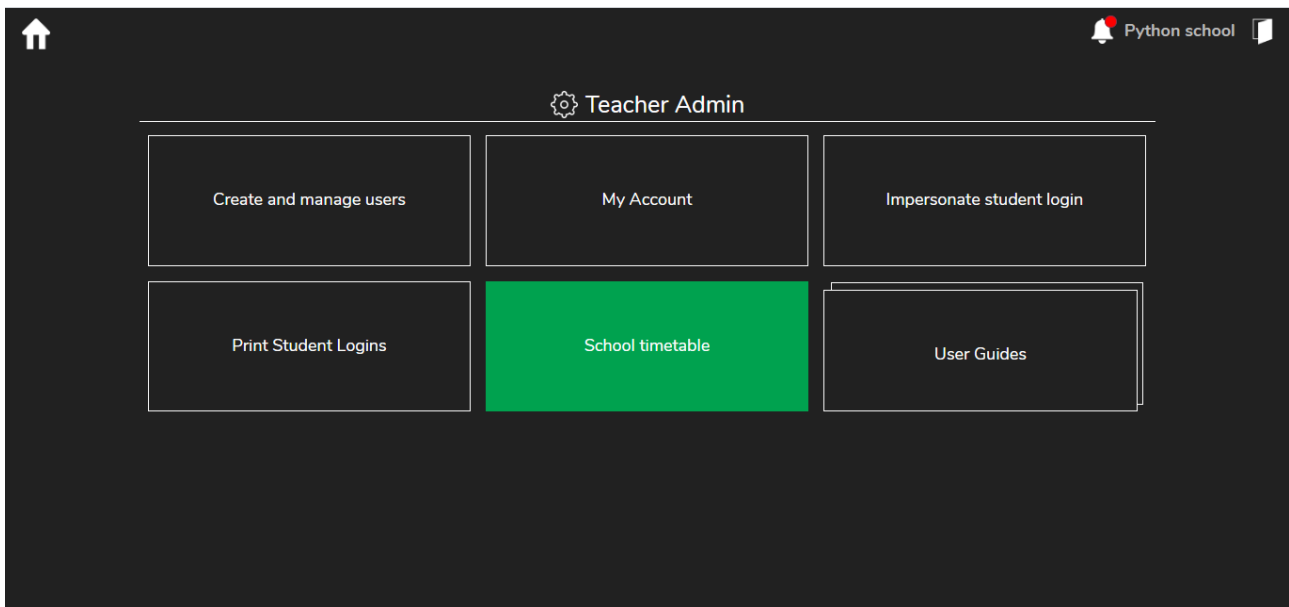 Python school
Teacher Admin
Create and manage users
My Account
Impersonate student login
Print Student Logins
School timetable
User Guides